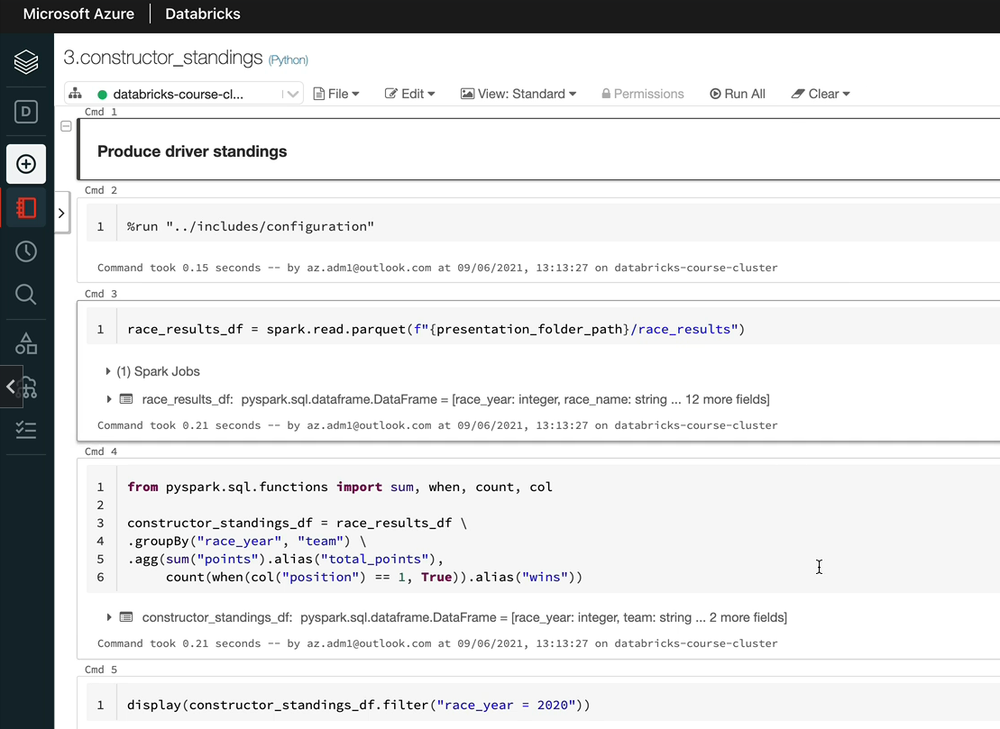 Microsoft Azure | Databricks
3.constructor_standings (Python)
databricks-course-cl... File Edit View: Standard Permissions Run All Clear
Cmd 1
Produce driver standings
Cmd 2
1 %run "../includes/configuration"
Command took 0.15 seconds -- by az.adm1@outlook.com at 09/06/2021, 13:13:27 on databricks-course-cluster
Cmd 3
1 race_results_df = spark.read.parquet(f"{presentation_folder_path}/race_results")
(1) Spark Jobs
race_results_df: pyspark.sql.dataframe.DataFrame = [race_year: integer, race_name: string ... 12 more fields]
Command took 0.21 seconds -- by az.adm1@outlook.com at 09/06/2021, 13:13:27 on databricks-course-cluster
Cmd 4
1 from pyspark.sql.functions import sum, when, count, col
2
3 constructor_standings_df = race_results_df \
4 .groupBy("race_year", "team") \
5 .agg(sum("points").alias("total_points"),
6 count(when(col("position") == 1, True)).alias("wins"))
constructor_standings_df: pyspark.sql.dataframe.DataFrame = [race_year: integer, team: string ... 2 more fields]
Command took 0.21 seconds -- by az.adm1@outlook.com at 09/06/2021, 13:13:27 on databricks-course-cluster
Cmd 5
1 display(constructor_standings_df.filter("race_year = 2020"))